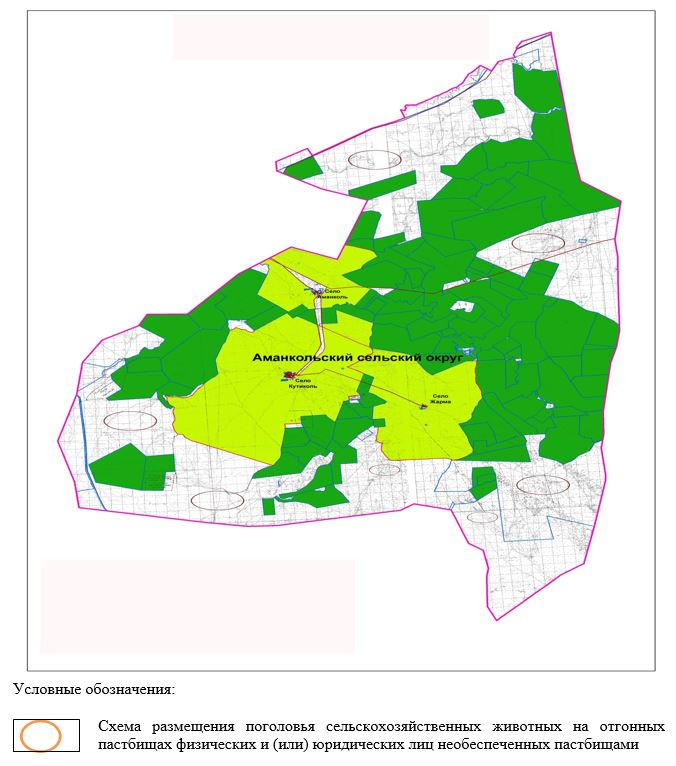 Село
Аманколь
Аманкольский сельский округ
Село
Кутиколь
Село
Жарма
Условные обозначения:
Схема размещения поголовья сельскохозяйственных животных на отгонных
пастбищах физических и (или) юридических лиц необеспеченных пастбищами